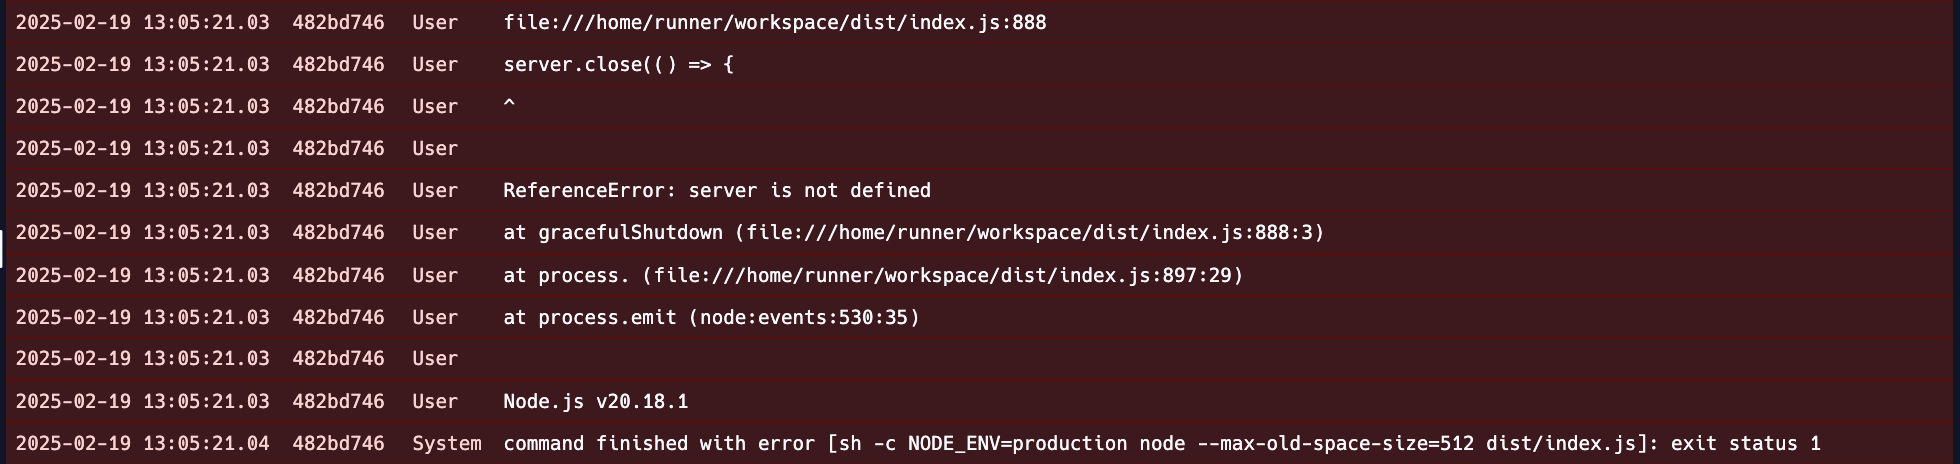 2025-02-19 13:05:21.03 482bd746 User file:///home/runner/workspace/dist/index.js:888
2025-02-19 13:05:21.03 482bd746 User server.close(() => {
2025-02-19 13:05:21.03 482bd746 User ^
2025-02-19 13:05:21.03 482bd746 User
2025-02-19 13:05:21.03 482bd746 User ReferenceError: server is not defined
2025-02-19 13:05:21.03 482bd746 User at gracefulShutdown (file:///home/runner/workspace/dist/index.js:888:3)
2025-02-19 13:05:21.03 482bd746 User at process. (file:///home/runner/workspace/dist/index.js:897:29)
2025-02-19 13:05:21.03 482bd746 User at process.emit (node:events:530:35)
2025-02-19 13:05:21.03 482bd746 User
2025-02-19 13:05:21.03 482bd746 User Node.js v20.18.1
2025-02-19 13:05:21.04 482bd746 System command finished with error [sh -c NODE_ENV=production node --max-old-space-size=512 dist/index.js]: exit status 1